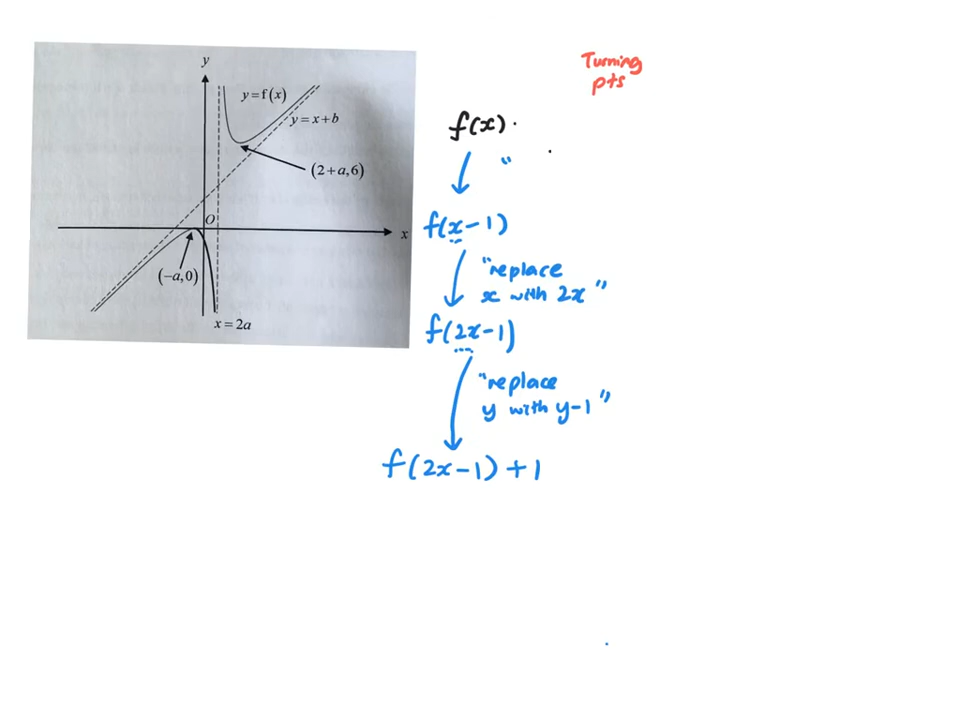 y
y=f(x)
y=x+b
(2+a,6)
O
x
(-a,0)
x=2a
Turning
pts
f(x)
"
f(x-1)
"replace
x with 2x"
f(2x-1)
"replace
y with y-1"
f(2x-1)+1